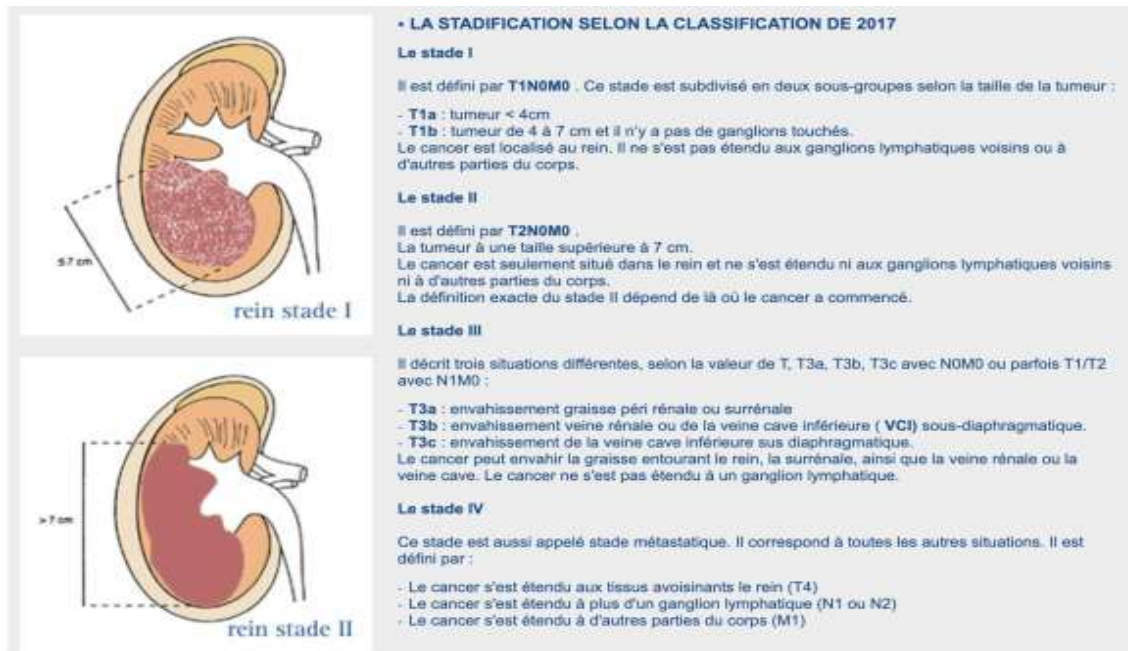 • LA STADIFICATION SELON LA CLASSIFICATION DE 2017
Le stade I
Il est défini par T1N0M0 . Ce stade est subdivisé en deux sous-groupes selon la taille de la tumeur :
- T1a : tumeur < 4cm
- T1b : tumeur de 4 à 7 cm et il n'y a pas de ganglions touchés.
Le cancer est localisé au rein. Il ne s'est pas étendu aux ganglions lymphatiques voisins ou à
d'autres parties du corps.
Le stade II
Il est défini par T2N0M0 .
La tumeur à une taille supérieure à 7 cm.
Le cancer est seulement situé dans le rein et ne s'est étendu ni aux ganglions lymphatiques voisins
ni à d'autres parties du corps.
La définition exacte du stade II dépend de là où le cancer a commencé.
Le stade III
Il décrit trois situations différentes, selon la valeur de T, T3a, T3b, T3c avec N0M0 ou parfois T1/T2
avec N1M0 :
- T3a : envahissement graisse péri rénale ou surrénale
- T3b : envahissement veine rénale ou de la veine cave inférieure ( VCI) sous-diaphragmatique.
- T3c : envahissement de la veine cave inférieure sus diaphragmatique.
Le cancer peut envahir la graisse entourant le rein, la surrénale, ainsi que la veine rénale ou la
veine cave. Le cancer ne s'est pas étendu à un ganglion lymphatique.
Le stade IV
Ce stade est aussi appelé stade métastatique. Il correspond à toutes les autres situations. Il est
défini par :
- Le cancer s'est étendu aux tissus avoisinants le rein (T4)
- Le cancer s'est étendu à plus d'un ganglion lymphatique (N1 ou N2)
- Le cancer s'est étendu à d'autres parties du corps (M1)
≤7 cm
rein stade I
>7 cm
rein stade II